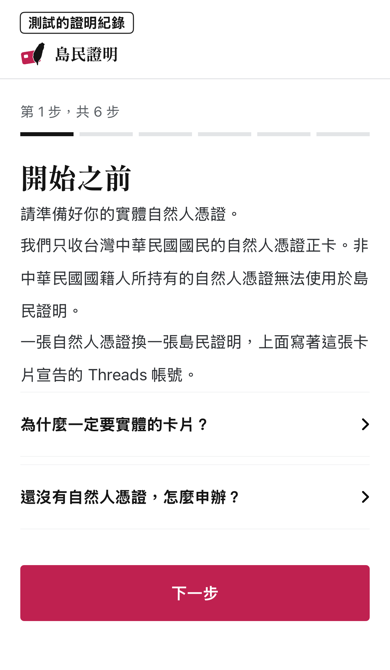 測試的證明紀錄
島民證明
第 1 步，共 6 步
開始之前
請準備好你的實體自然人憑證。
我們只收台灣中華民國國民的自然人憑證正卡。非
中華民國國籍人所持有的自然人憑證無法使用於島
民證明。
一張自然人憑證換一張島民證明，上面寫著這張卡
片宣告的 Threads 帳號。
為什麼一定要實體的卡片？
還沒有自然人憑證，怎麼申辦？
下一步